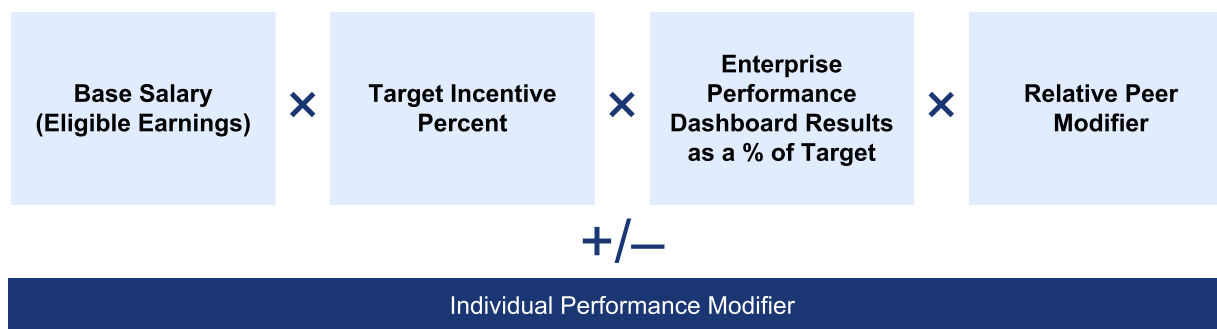 Base Salary
(Eligible Earnings)
×
Target Incentive
Percent
×
Enterprise
Performance
Dashboard Results
as a % of Target
×
Relative Peer
Modifier
+/–
Individual Performance Modifier